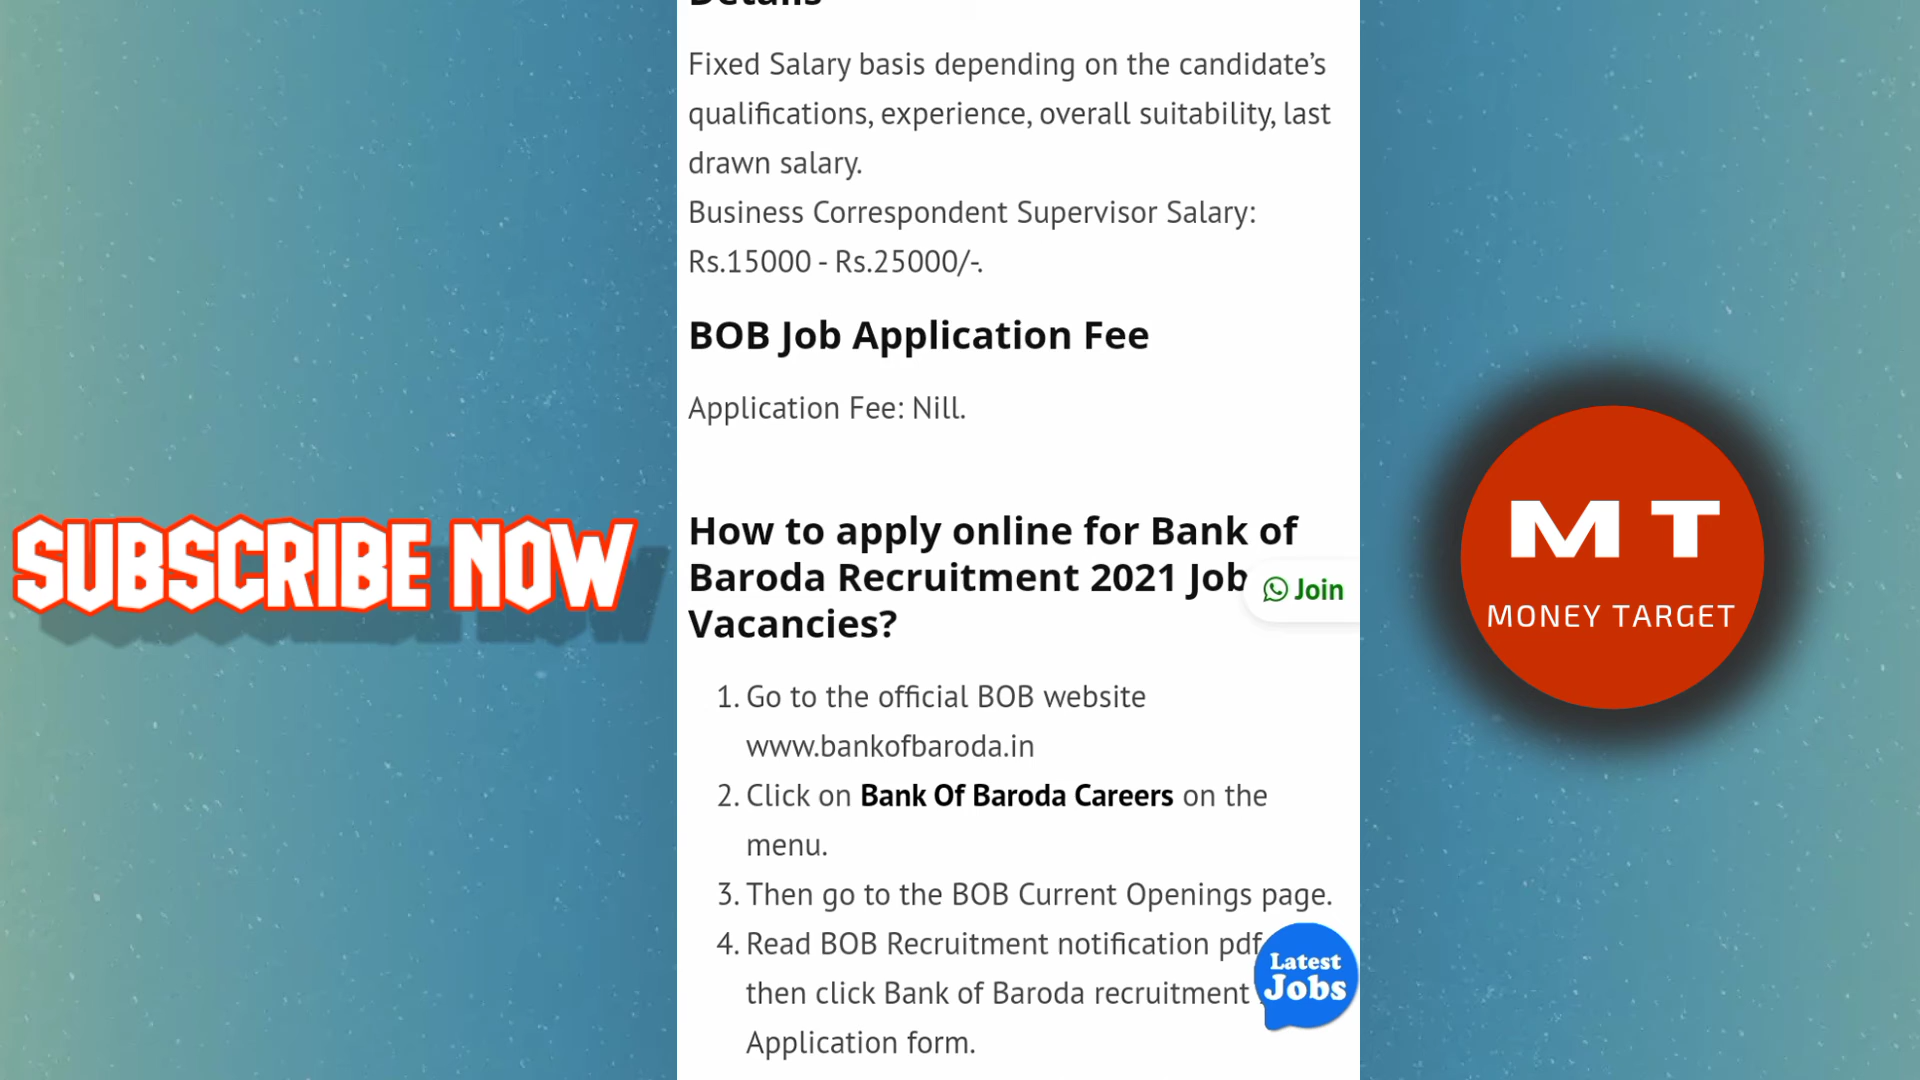 Details
Fixed Salary basis depending on the candidate’s
qualifications, experience, overall suitability, last
drawn salary.
Business Correspondent Supervisor Salary:
Rs.15000 - Rs.25000/-.
BOB Job Application Fee
Application Fee: Nill.
How to apply online for Bank of
Baroda Recruitment 2021 Job
Vacancies?
Join
1. Go to the official BOB website
www.bankofbaroda.in
2. Click on Bank Of Baroda Careers on the
menu.
3. Then go to the BOB Current Openings page.
4. Read BOB Recruitment notification pdf
then click Bank of Baroda recruitment
Application form.
Latest
Jobs
SUBSCRIBE NOW
MT
MONEY TARGET